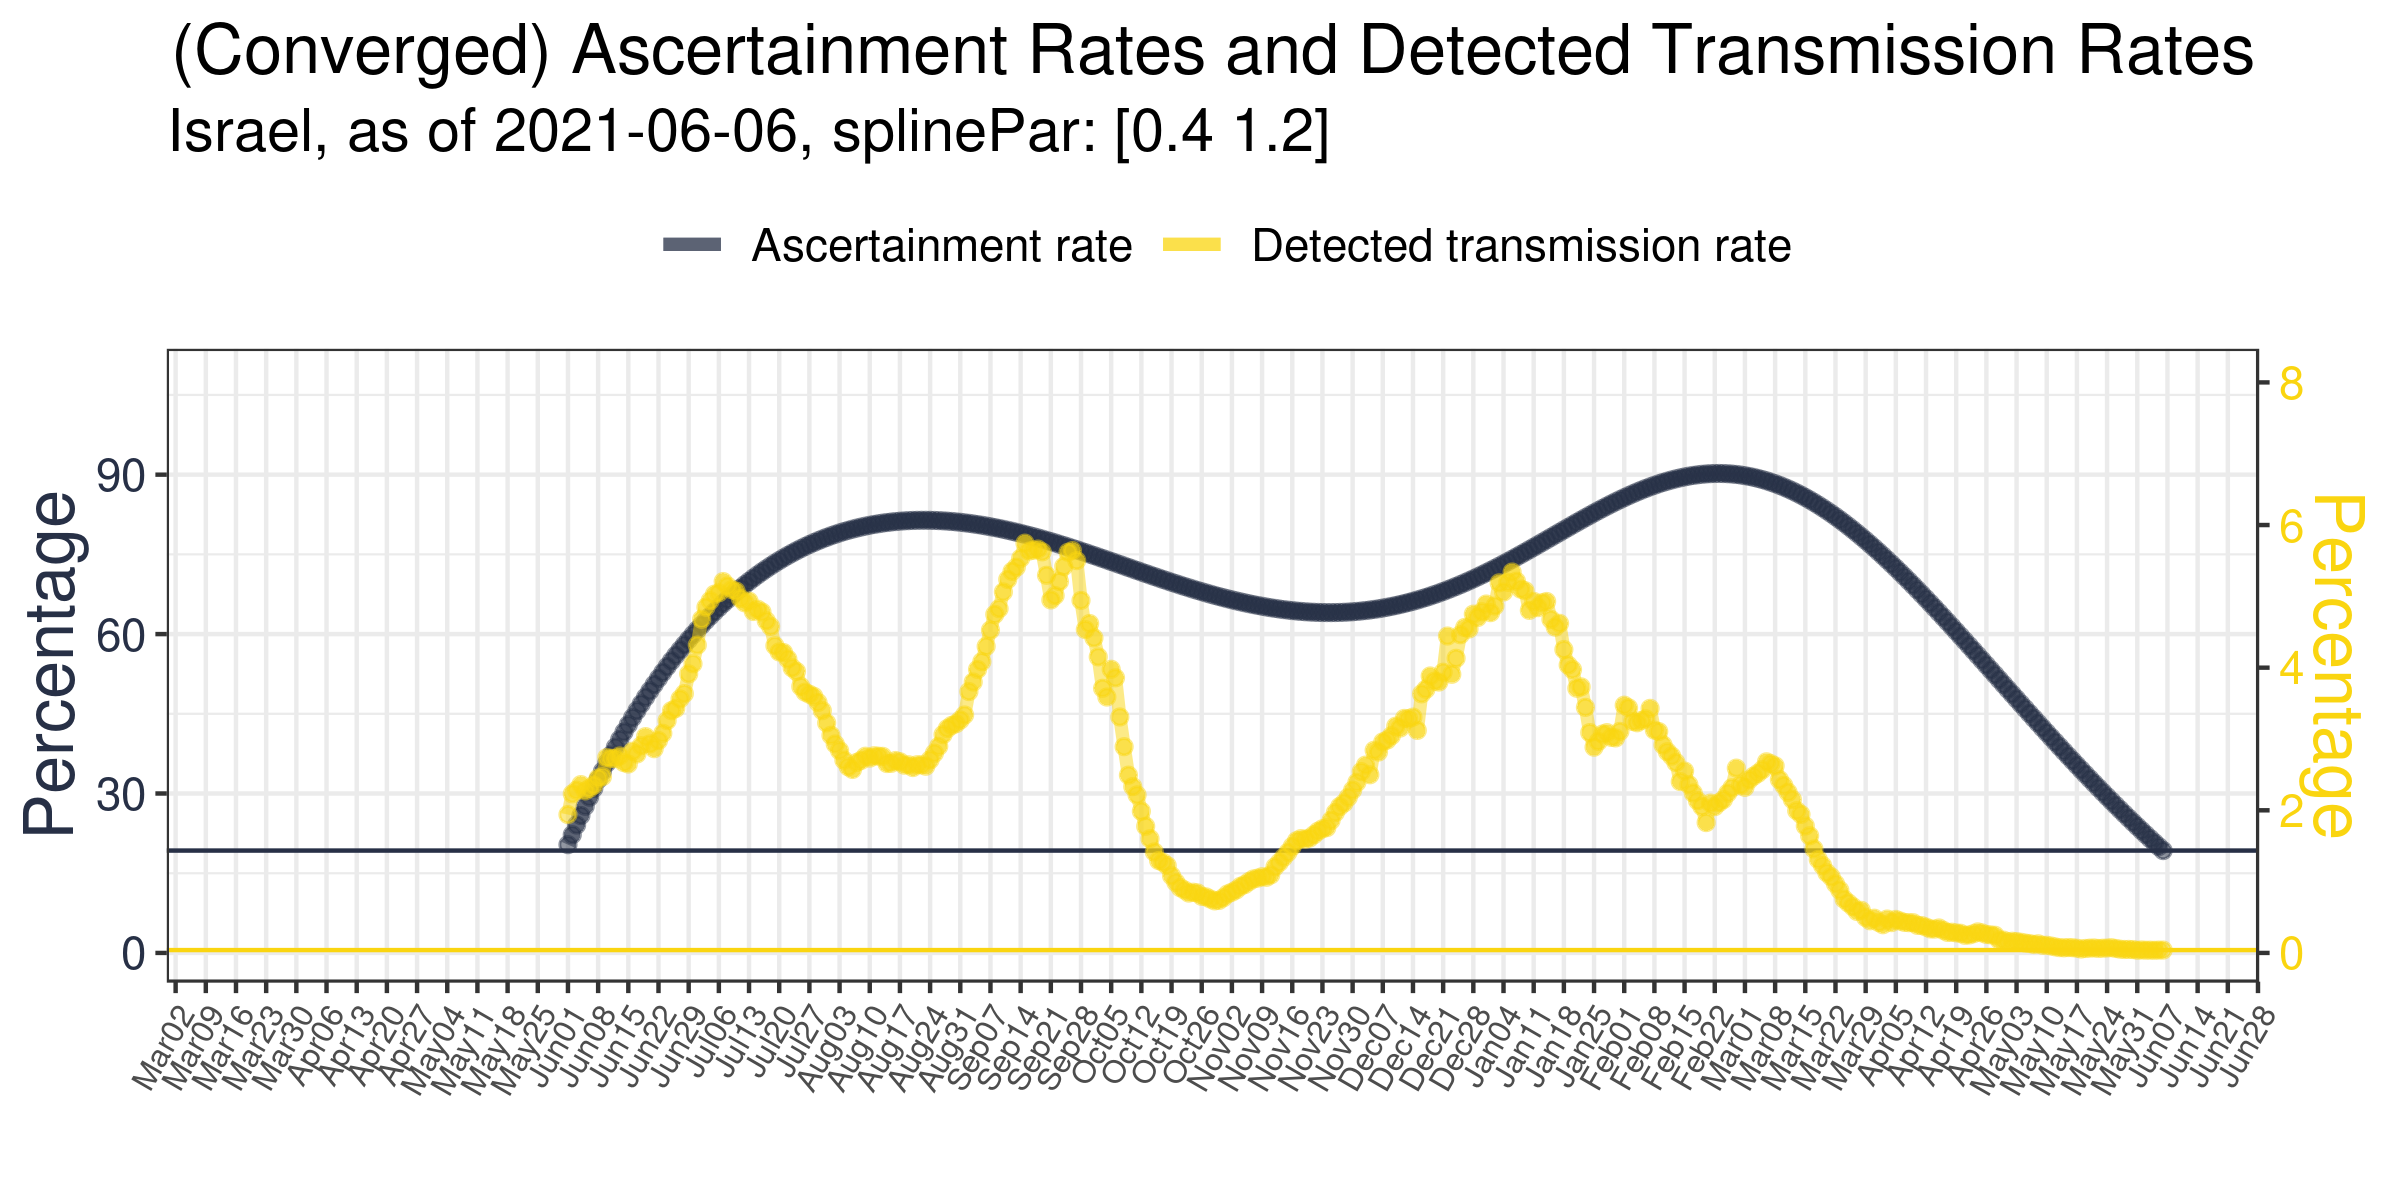 (Converged) Ascertainment Rates and Detected Transmission Rates
Israel, as of 2021-06-06, splinePar: [0.4 1.2]
Ascertainment rate
Detected transmission rate
Percentage
90
60
30
0
8
6
4
2
0
Percentage
Mar02
Mar09
Mar16
Mar23
Mar30
Apr06
Apr13
Apr20
Apr27
May04
May11
May18
May25
Jun01
Jun08
Jun15
Jun22
Jun29
Jul06
Jul13
Jul20
Jul27
Aug03
Aug10
Aug17
Aug24
Aug31
Sep07
Sep14
Sep21
Sep28
Oct05
Oct12
Oct19
Oct26
Nov02
Nov09
Nov16
Nov23
Nov30
Dec07
Dec14
Dec21
Dec28
Jan04
Jan11
Jan18
Jan25
Feb01
Feb08
Feb15
Feb22
Mar01
Mar08
Mar15
Mar22
Mar29
Apr05
Apr12
Apr19
Apr26
May03
May10
May17
May24
May31
Jun07
Jun14
Jun21
Jun28